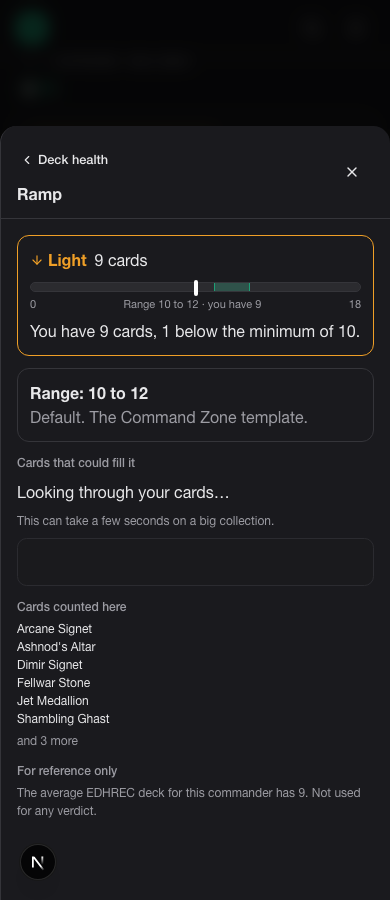 Deck health
Ramp
Light 9 cards
0 Range 10 to 12 · you have 9 18
You have 9 cards, 1 below the minimum of 10.
Range: 10 to 12
Default. The Command Zone template.
Cards that could fill it
Looking through your cards…
This can take a few seconds on a big collection.
Cards counted here
Arcane Signet
Ashnod's Altar
Dimir Signet
Fellwar Stone
Jet Medallion
Shambling Ghast
and 3 more
For reference only
The average EDHREC deck for this commander has 9. Not used
for any verdict.
N